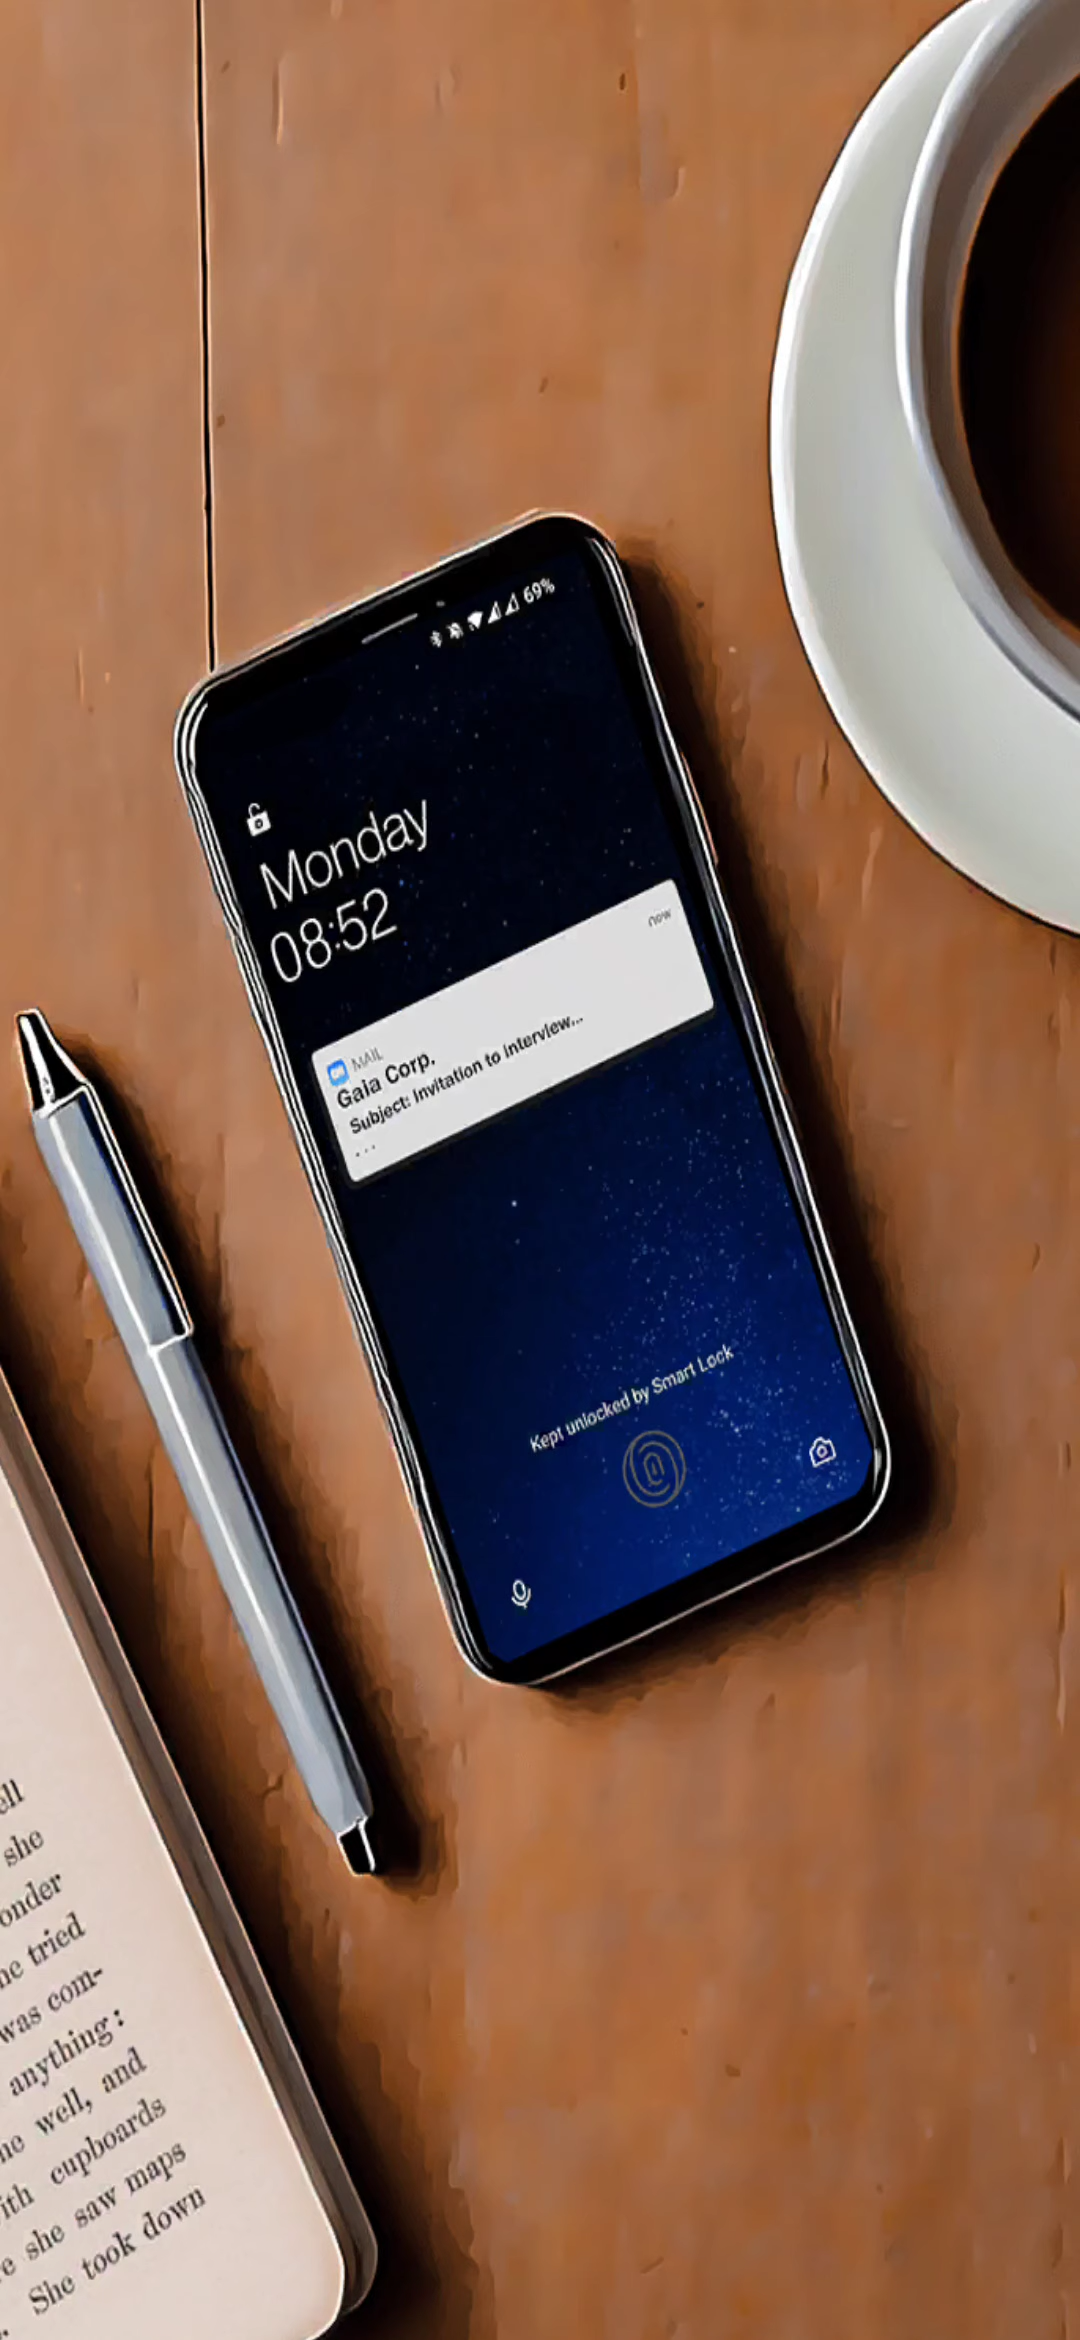 69%
Monday
08:52
MAIL
now
Gaia Corp.
Subject: Invitation to interview...
...
Kept unlocked by Smart Lock
ell
she
onder
he tried
was com-
anything:
he well, and
ith cupboards
e she saw maps
She took down